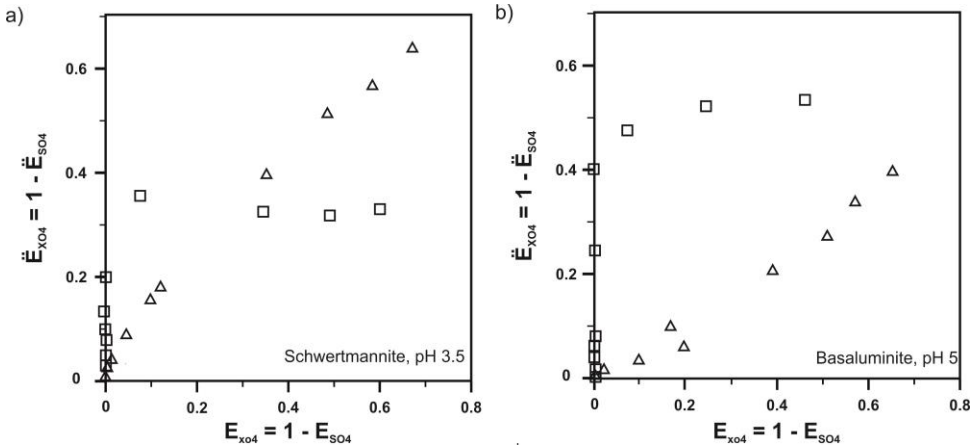 a)
0.6
0.4
0.2
0
0
0.2
0.4
0.6
0.8
Ë_XO4 = 1 - Ë_SO4
E_xo4 = 1 - E_SO4
Schwertmannite, pH 3.5
b)
0.6
0.4
0.2
0
0
0.2
0.4
0.6
0.8
Ë_XO4 = 1 - Ë_SO4
E_xo4 = 1 - E_SO4
Basaluminite, pH 5